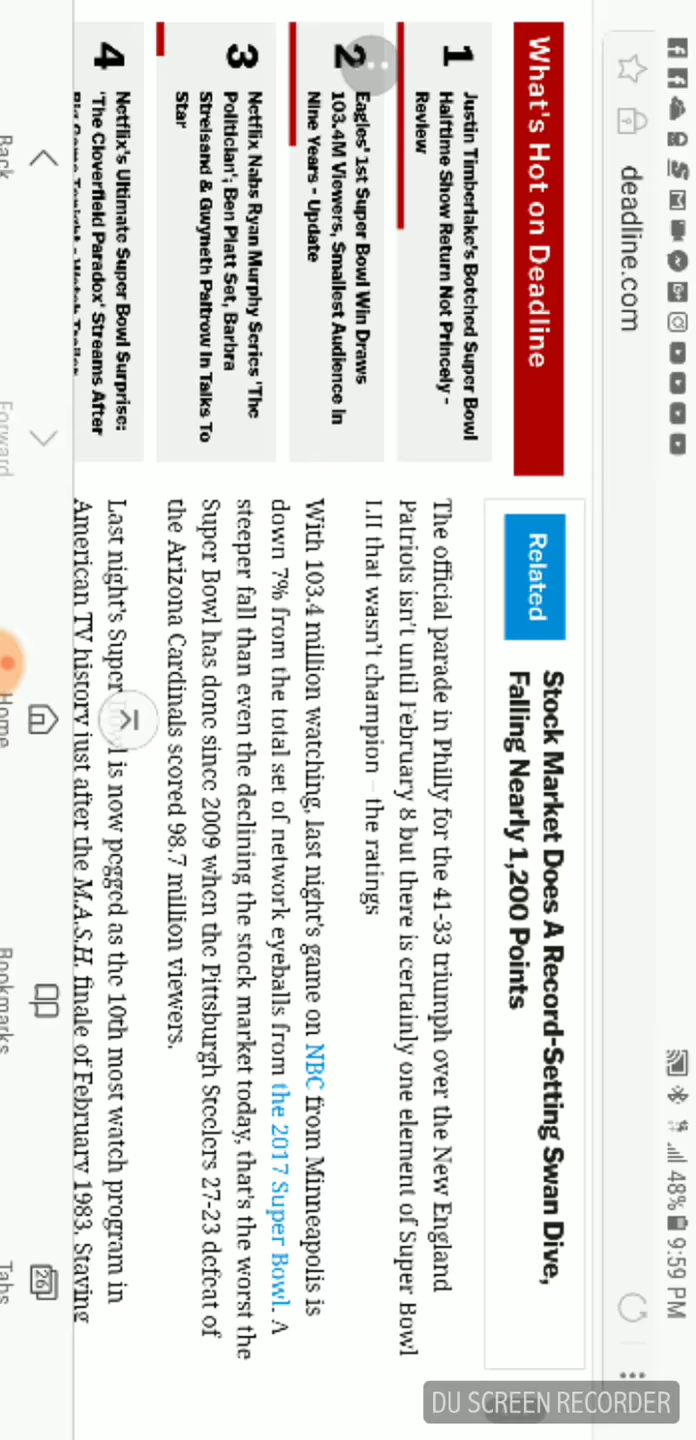 48% 9:59 PM
deadline.com
What's Hot on Deadline
1
Justin Timberlake's Botched Super Bowl
Halftime Show Return Not Princely -
Review
2
Eagles' 1st Super Bowl Win Draws
103.4M Viewers, Smallest Audience In
Nine Years - Update
3
Netflix Nabs Ryan Murphy Series 'The
Politician'; Ben Platt Set, Barbra
Streisand & Gwyneth Paltrow In Talks To
Star
4
Netflix's Ultimate Super Bowl Surprise:
'The Cloverfield Paradox' Streams After
Related
Stock Market Does A Record-Setting Swan Dive,
Falling Nearly 1,200 Points
The official parade in Philly for the 41-33 triumph over the New England
Patriots isn't until February 8 but there is certainly one element of Super Bowl
LII that wasn't champion – the ratings
With 103.4 million watching, last night's game on NBC from Minneapolis is
down 7% from the total set of network eyeballs from the 2017 Super Bowl. A
steeper fall than even the declining the stock market today, that's the worst the
Super Bowl has done since 2009 when the Pittsburgh Steelers 27-23 defeat of
the Arizona Cardinals scored 98.7 million viewers.
Last night's Super is now pegged as the 10th most watch program in
American TV history just after the M.A.S.H. finale of February 1983. Staying
Back
Forward
Home
Bookmarks
26
Tabs
DU SCREEN RECORDER